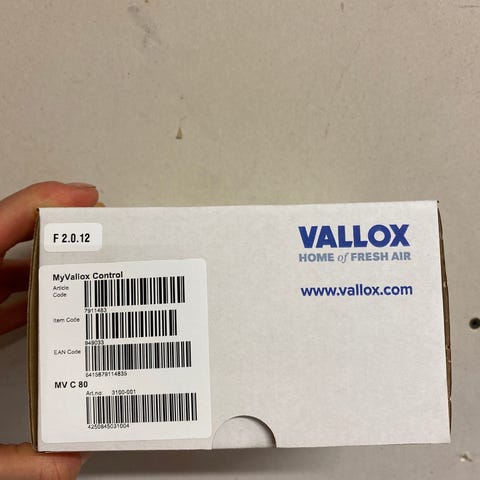 F 2.0.12
VALLOX
HOME of FRESH AIR
www.vallox.com
MyVallox Control
Article
Code
7911483
Item Code
949033
EAN Code
6415879114835
MV C 80
Art.no: 3100-001
4250845031004